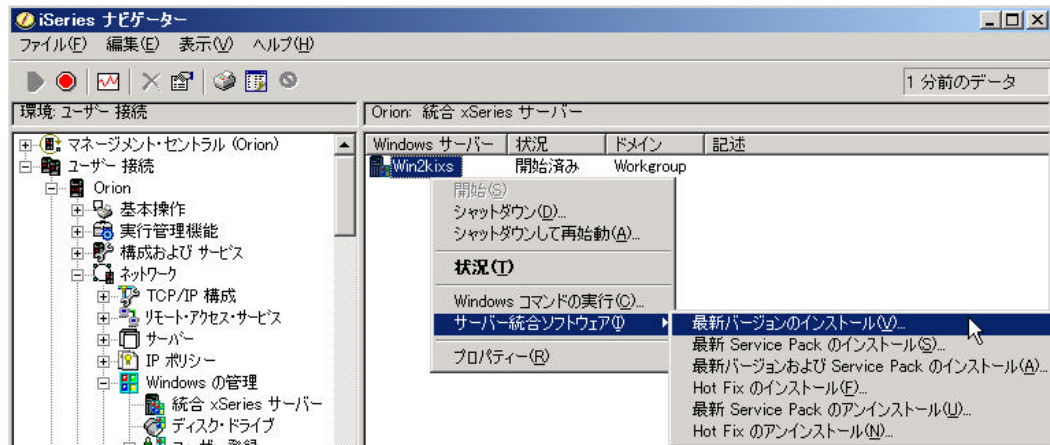 iSeries ナビゲーター
ファイル(F) 編集(E) 表示(V) ヘルプ(H)
1 分前のデータ
環境: ユーザー 接続
Orion: 統合 xSeries サーバー
マネージメント・セントラル (Orion)
ユーザー 接続
Orion
基本操作
実行管理機能
構成および サービス
ネットワーク
TCP/IP 構成
リモート・アクセス・サービス
サーバー
IP ポリシー
Windows の管理
統合 xSeries サーバー
ディスク・ドライブ
ユーザー 登録
Windows サーバー 状況 ドメイン 記述
Win2kixs 開始済み Workgroup
開始(S)
シャットダウン(D)...
シャットダウンして再始動(A)...
状況(T)
Windows コマンドの実行(C)...
サーバー統合ソフトウェア(I)
プロパティー(R)
最新バージョンのインストール(V)...
最新 Service Pack のインストール(S)...
最新バージョンおよび Service Pack のインストール(A)...
Hot Fix のインストール(F)...
最新 Service Pack のアンインストール(U)...
Hot Fix のアンインストール(N)...